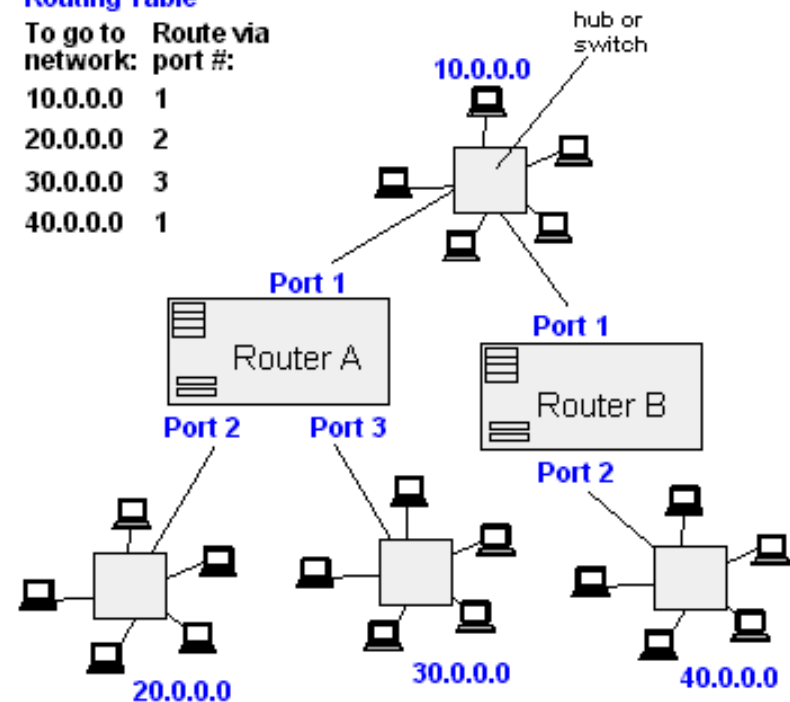 Routing Table
To go to network: Route via port #:
10.0.0.0 1
20.0.0.0 2
30.0.0.0 3
40.0.0.0 1
hub or
switch
10.0.0.0
Port 1
Router A
Port 2 Port 3
Port 1
Router B
Port 2
20.0.0.0
30.0.0.0
40.0.0.0